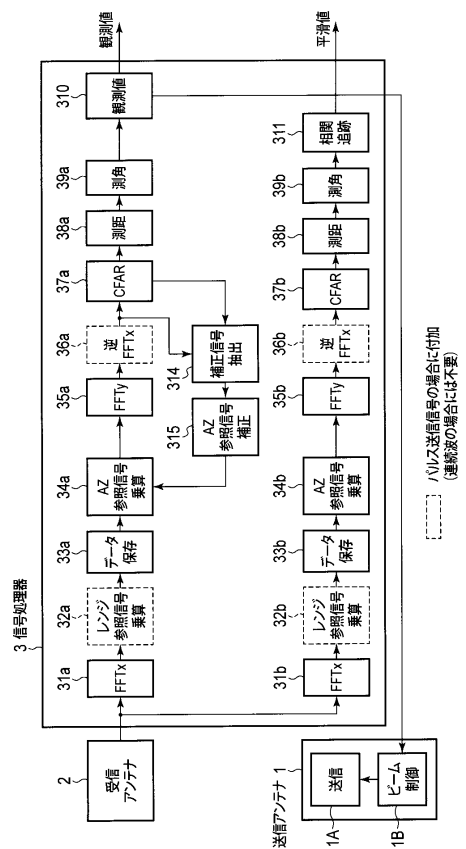 3 信号処理器
2
受信
アンテナ
31a
FFTx
32a
レンジ
参照信号
乗算
33a
データ
保存
34a
AZ
参照信号
乗算
35a
FFTy
36a
逆
FFTx
37a
CFAR
38a
測距
39a
測角
310
観測値
観測値
315
AZ
参照信号
補正
314
補正信号
抽出
31b
FFTx
32b
レンジ
参照信号
乗算
33b
データ
保存
34b
AZ
参照信号
乗算
35b
FFTy
36b
逆
FFTx
37b
CFAR
38b
測距
39b
測角
311
相関
追跡
平滑値
送信アンテナ 1
送信
1A
ビーム
制御
1B
パルス送信信号の場合に付加
(連続波の場合には不要)